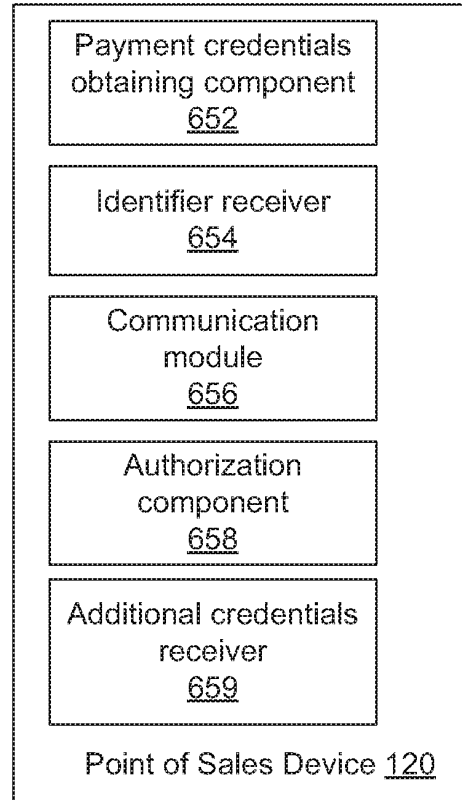 Payment credentials
obtaining component
652
Identifier receiver
654
Communication
module
656
Authorization
component
658
Additional credentials
receiver
659
Point of Sales Device 120